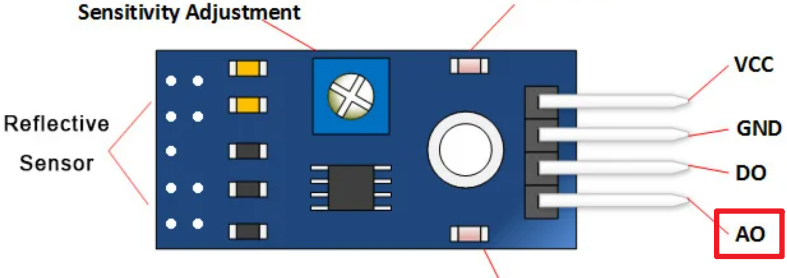 Sensitivity Adjustment
VCC
Reflective
Sensor
GND
DO
AO